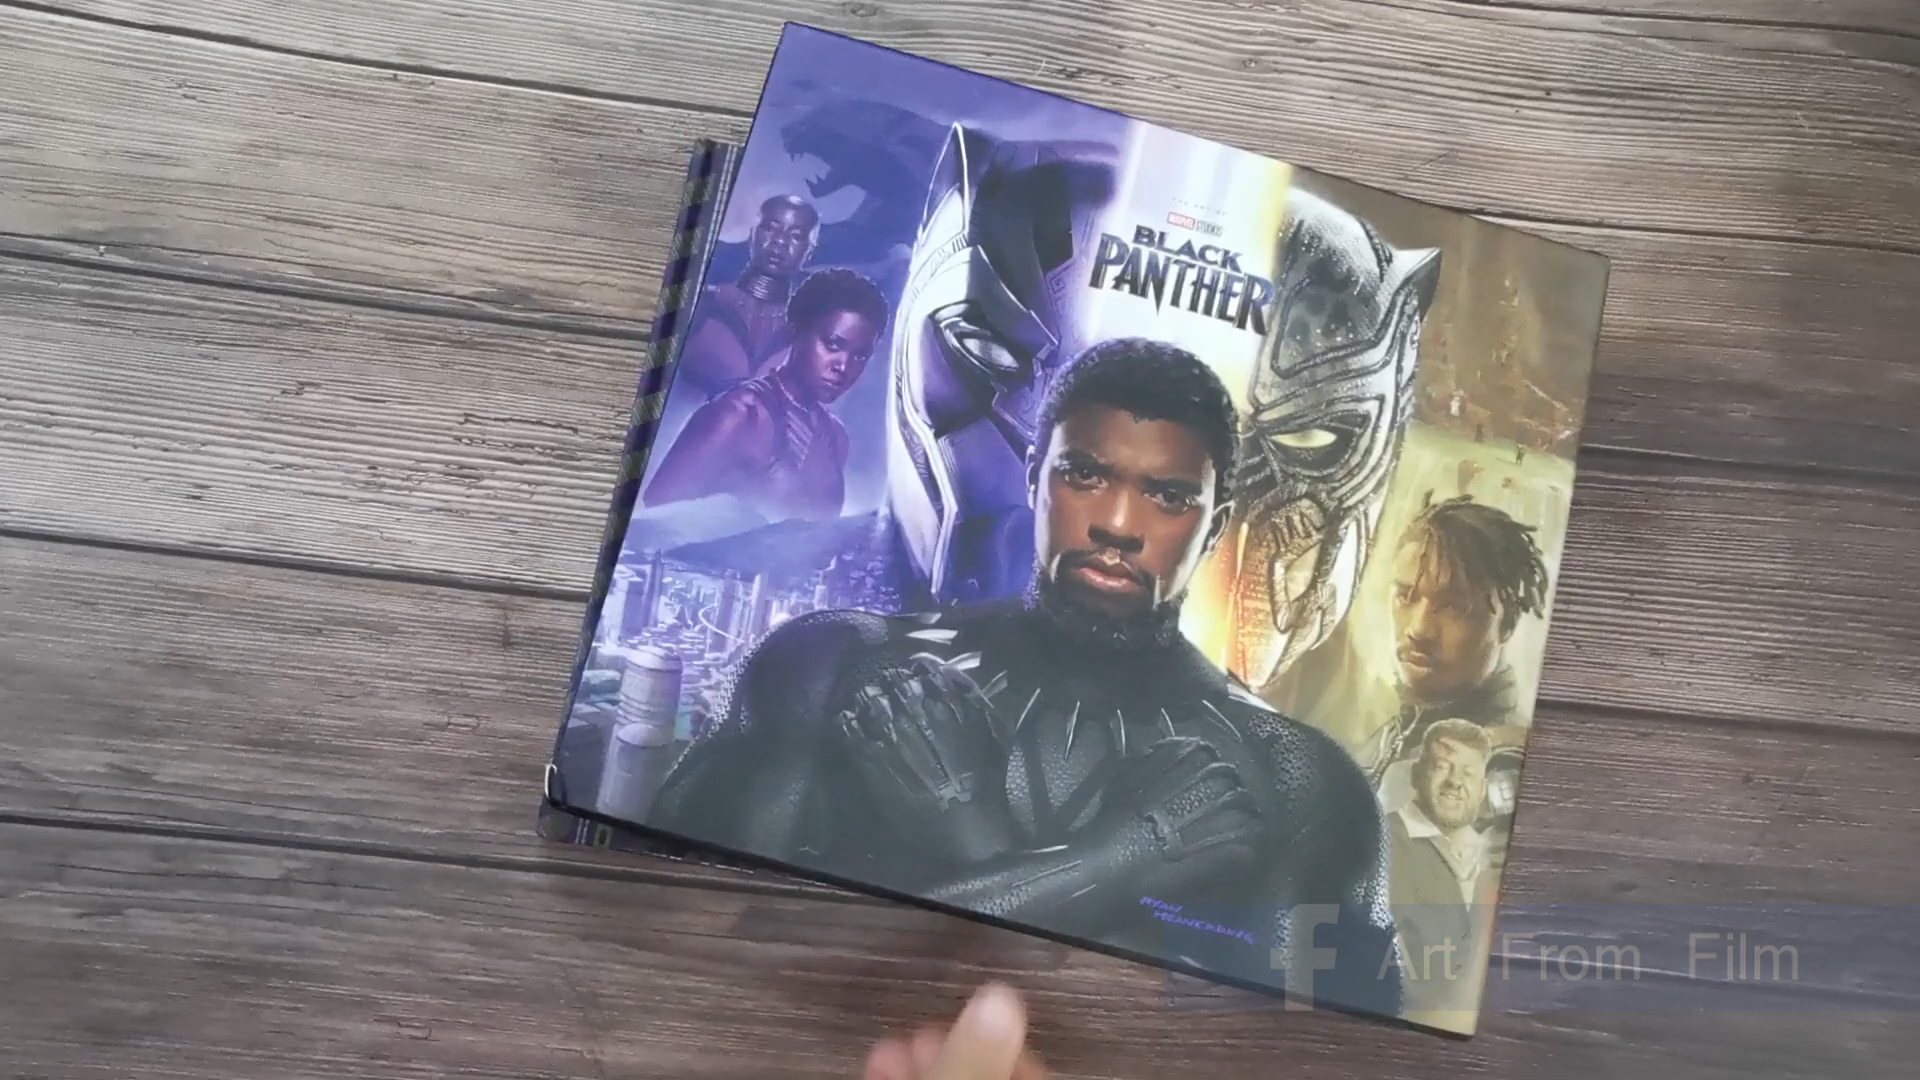 THE ART OF
MARVEL STUDIOS
BLACK
PANTHER
RYAN
MEINERDING
f Art From Film